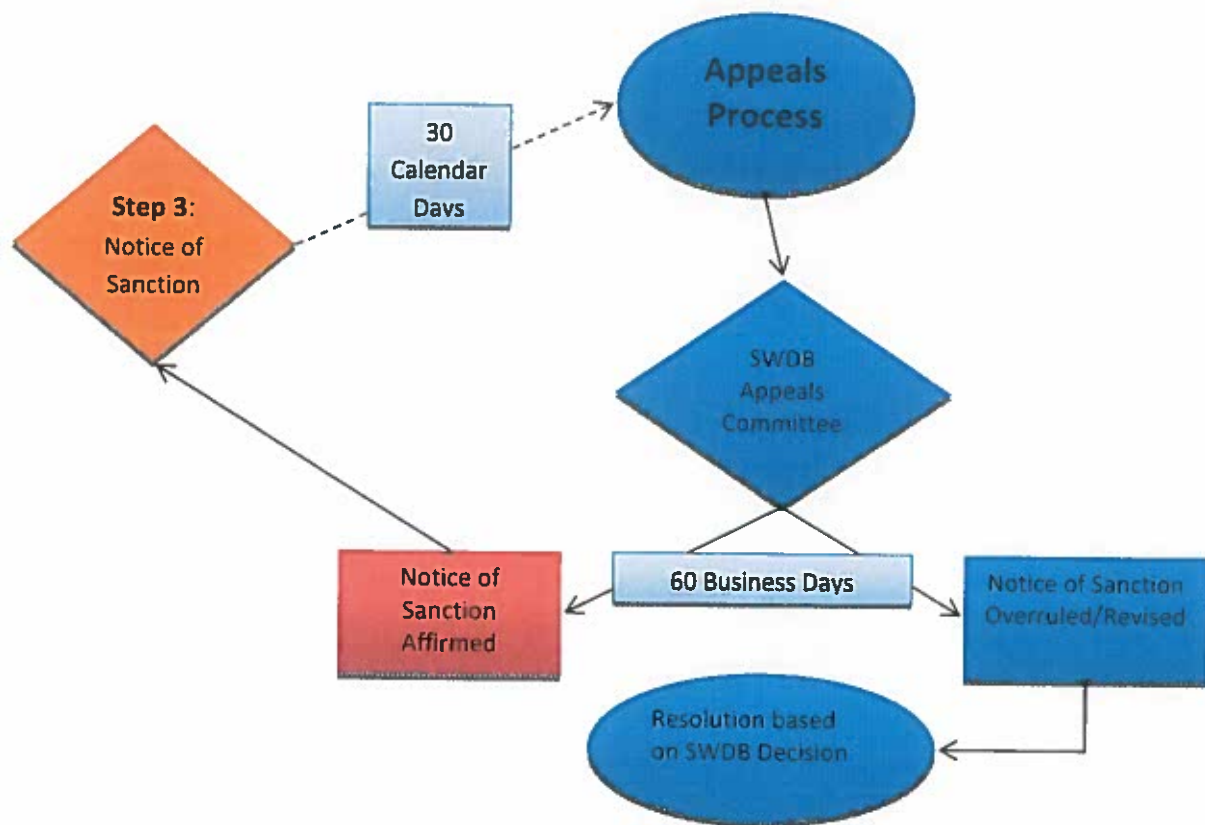 Appeals
Process
30
Calendar
Days
Step 3:
Notice of
Sanction
SWDB
Appeals
Committee
Notice of
Sanction
Affirmed
60 Business Days
Notice of Sanction
Overruled/Revised
Resolution based
on SWDB Decision